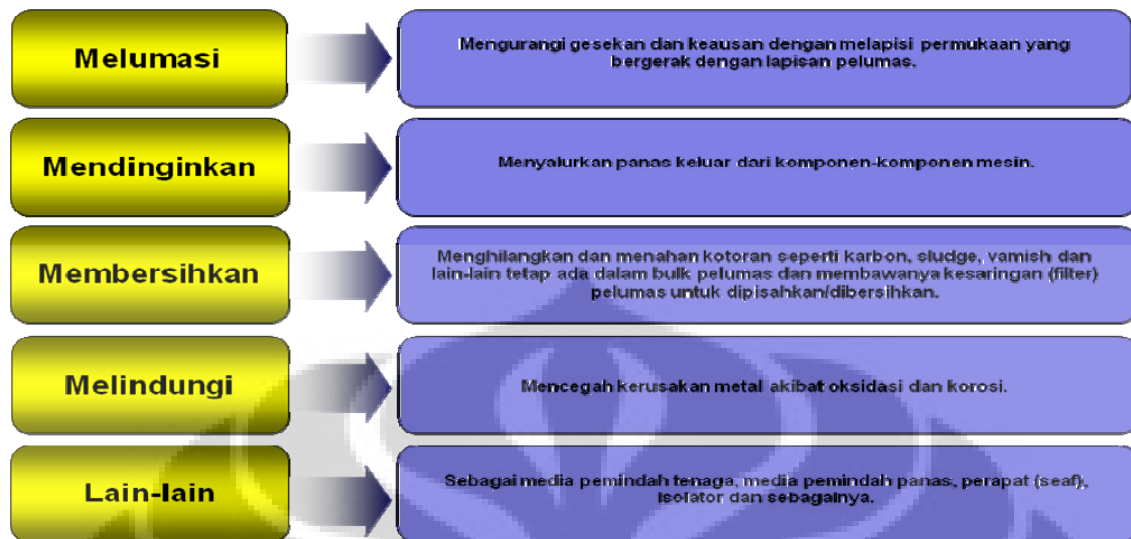 Melumasi
Mengurangi gesekan dan keausan dengan melapisi permukaan yang
bergerak dengan lapisan pelumas.
Mendinginkan
Menyalurkan panas keluar dari komponen-komponen mesin.
Membersihkan
Menghilangkan dan menahan kotoran seperti karbon, sludge, varnish dan
lain-lain tetap ada dalam bulk pelumas dan membawanya kesaringan (filter)
pelumas untuk dipisahkan/dibersihkan.
Melindungi
Mencegah kerusakan metal akibat oksidasi dan korosi.
Lain-lain
Sebagai media pemindah tenaga, media pemindah panas, perapat (seal),
isolator dan sebagainya.